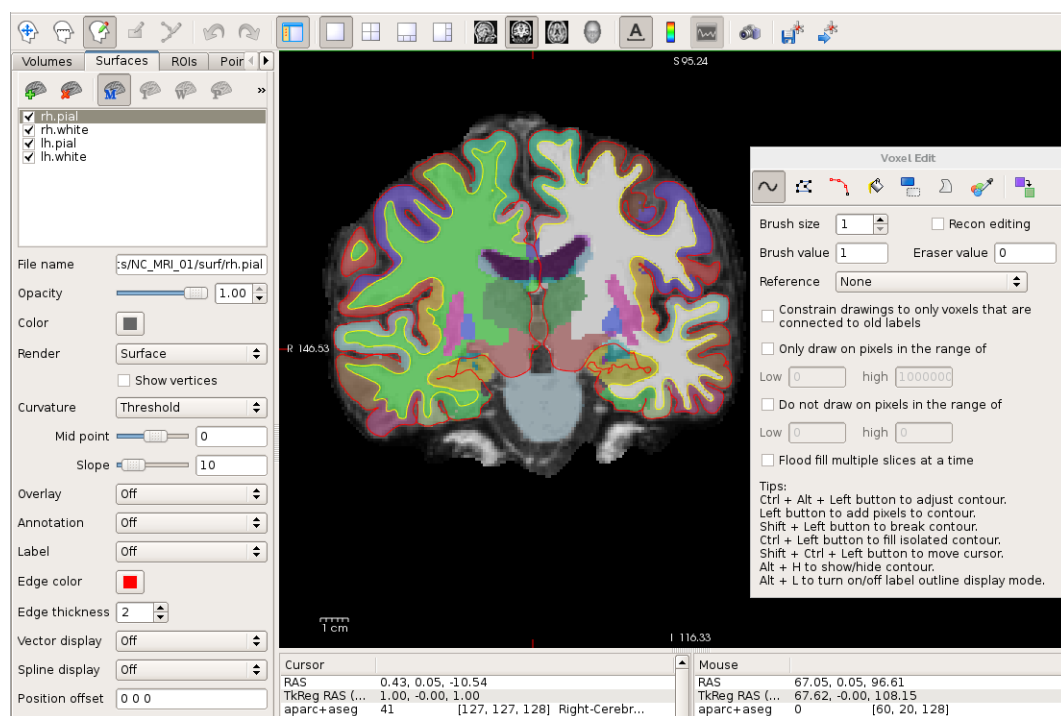 Volumes Surfaces ROIs Poir
rh.pial
rh.white
lh.pial
lh.white
File name :s/NC_MRI_01/surf/rh.pial
Opacity 1.00
Color
Render Surface
Show vertices
Curvature Threshold
Mid point 0
Slope 10
Overlay Off
Annotation Off
Label Off
Edge color
Edge thickness 2
Vector display Off
Spline display Off
Position offset 0 0 0
S 95.24
R 146.53
I 116.33
1 cm
Voxel Edit
Brush size 1 Recon editing
Brush value 1 Eraser value 0
Reference None
Constrain drawings to only voxels that are
connected to old labels
Only draw on pixels in the range of
Low 0 high 1000000
Do not draw on pixels in the range of
Low 0 high 0
Flood fill multiple slices at a time
Tips:
Ctrl + Alt + Left button to adjust contour.
Left button to add pixels to contour.
Shift + Left button to break contour.
Ctrl + Left button to fill isolated contour.
Shift + Ctrl + Left button to move cursor.
Alt + H to show/hide contour.
Alt + L to turn on/off label outline display mode.
Cursor
RAS 0.43, 0.05, -10.54
TkReg RAS (... 1.00, -0.00, 1.00
aparc+aseg 41 [127, 127, 128] Right-Cerebr...
Mouse
RAS 67.05, 0.05, 96.61
TkReg RAS (... 67.62, -0.00, 108.15
aparc+aseg 0 [60, 20, 128]